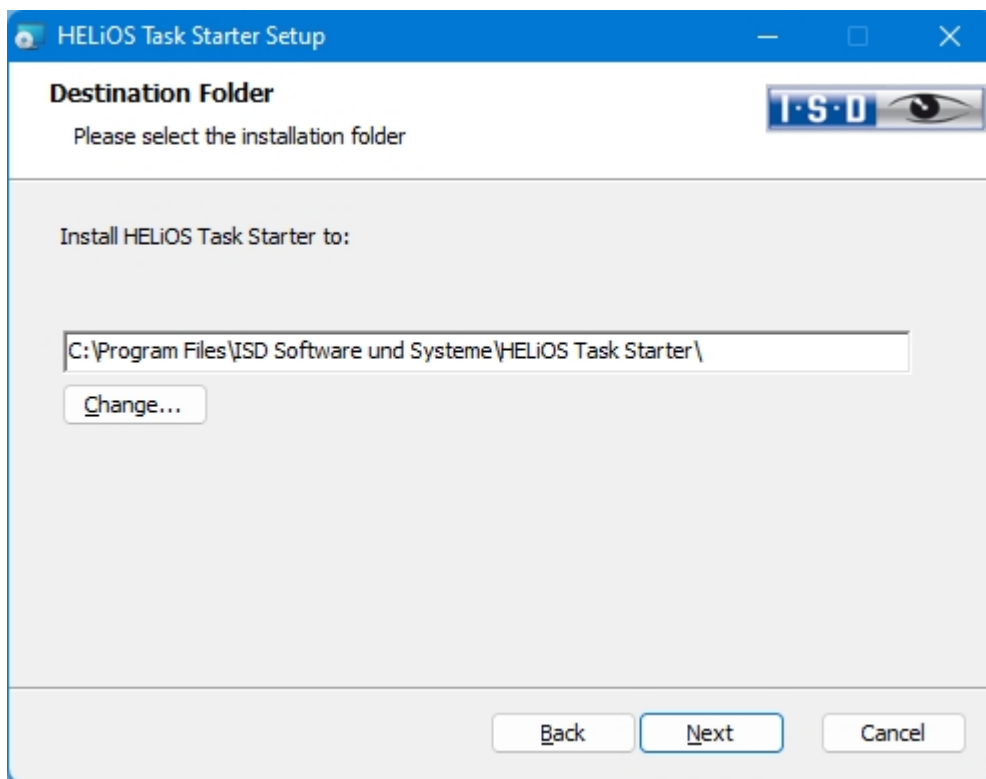 HELiOS Task Starter Setup
Destination Folder
I·S·D
Please select the installation folder
Install HELiOS Task Starter to:
C:\Program Files\ISD Software und Systeme\HELiOS Task Starter\
Change...
Back Next Cancel